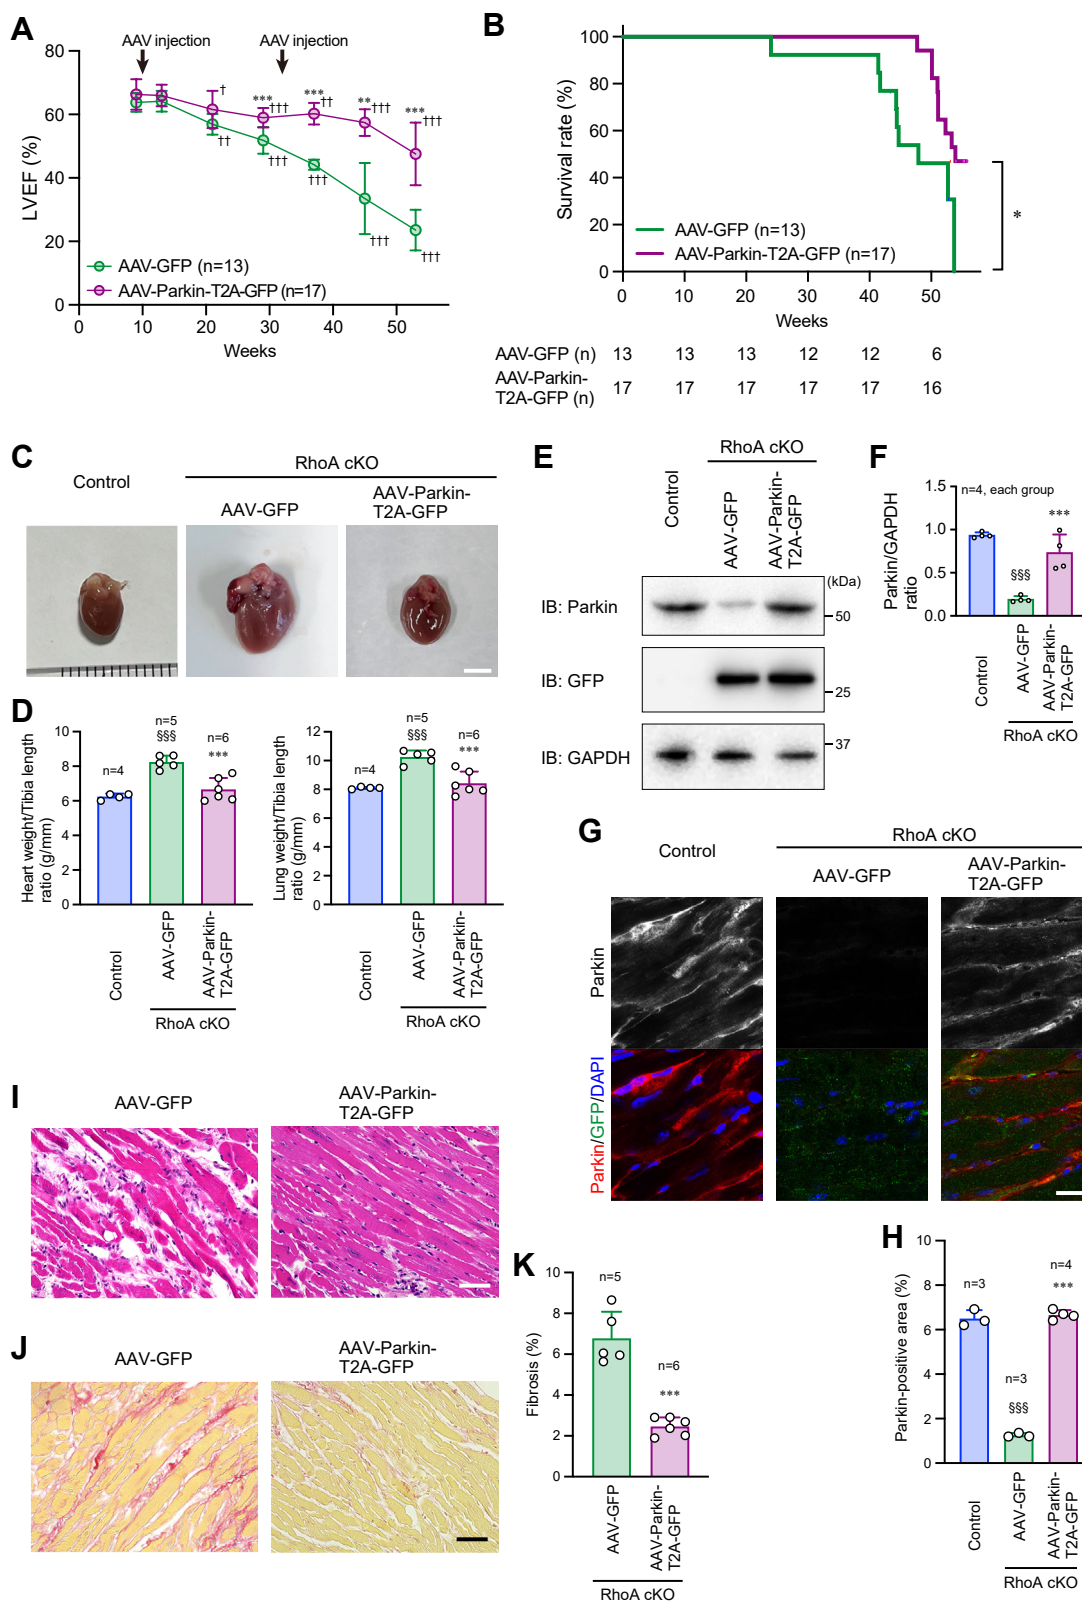 A
AAV injection
AAV injection
LVEF (%)
80
60
40
20
0
†
***
†††
***
††
**
†††
***
†††
††
†††
†††
†††
†††
AAV-GFP (n=13)
AAV-Parkin-T2A-GFP (n=17)
0 10 20 30 40 50
Weeks
B
Survival rate (%)
100
80
60
40
20
0
*
AAV-GFP (n=13)
AAV-Parkin-T2A-GFP (n=17)
0 10 20 30 40 50
Weeks
AAV-GFP (n) 13 13 13 12 12 6
AAV-Parkin-
T2A-GFP (n) 17 17 17 17 17 16
C
RhoA cKO
Control
AAV-GFP
AAV-Parkin-
T2A-GFP
D
Heart weight/Tibia length
ratio (g/mm)
10
8
6
4
2
0
n=4
n=5
§§§
n=6
***
Control
AAV-GFP
AAV-Parkin-
T2A-GFP
RhoA cKO
Lung weight/Tibia length
ratio (g/mm)
12
10
8
6
4
2
0
n=4
n=5
§§§
n=6
***
Control
AAV-GFP
AAV-Parkin-
T2A-GFP
RhoA cKO
E
RhoA cKO
Control
AAV-GFP
AAV-Parkin-
T2A-GFP
(kDa)
IB: Parkin
50
IB: GFP
25
IB: GAPDH
37
F
Parkin/GAPDH
ratio
1.5
1.0
0.5
0.0
n=4, each group
§§§
***
Control
AAV-GFP
AAV-Parkin-
T2A-GFP
RhoA cKO
G
RhoA cKO
Control
AAV-GFP
AAV-Parkin-
T2A-GFP
Parkin
Parkin/GFP/DAPI
H
Parkin-positive area (%)
10
8
6
4
2
0
n=3
n=3
§§§
n=4
***
Control
AAV-GFP
AAV-Parkin-
T2A-GFP
RhoA cKO
I
AAV-GFP
AAV-Parkin-
T2A-GFP
J
AAV-GFP
AAV-Parkin-
T2A-GFP
K
Fibrosis (%)
10
8
6
4
2
0
n=5
n=6
***
AAV-GFP
AAV-Parkin-
T2A-GFP
RhoA cKO